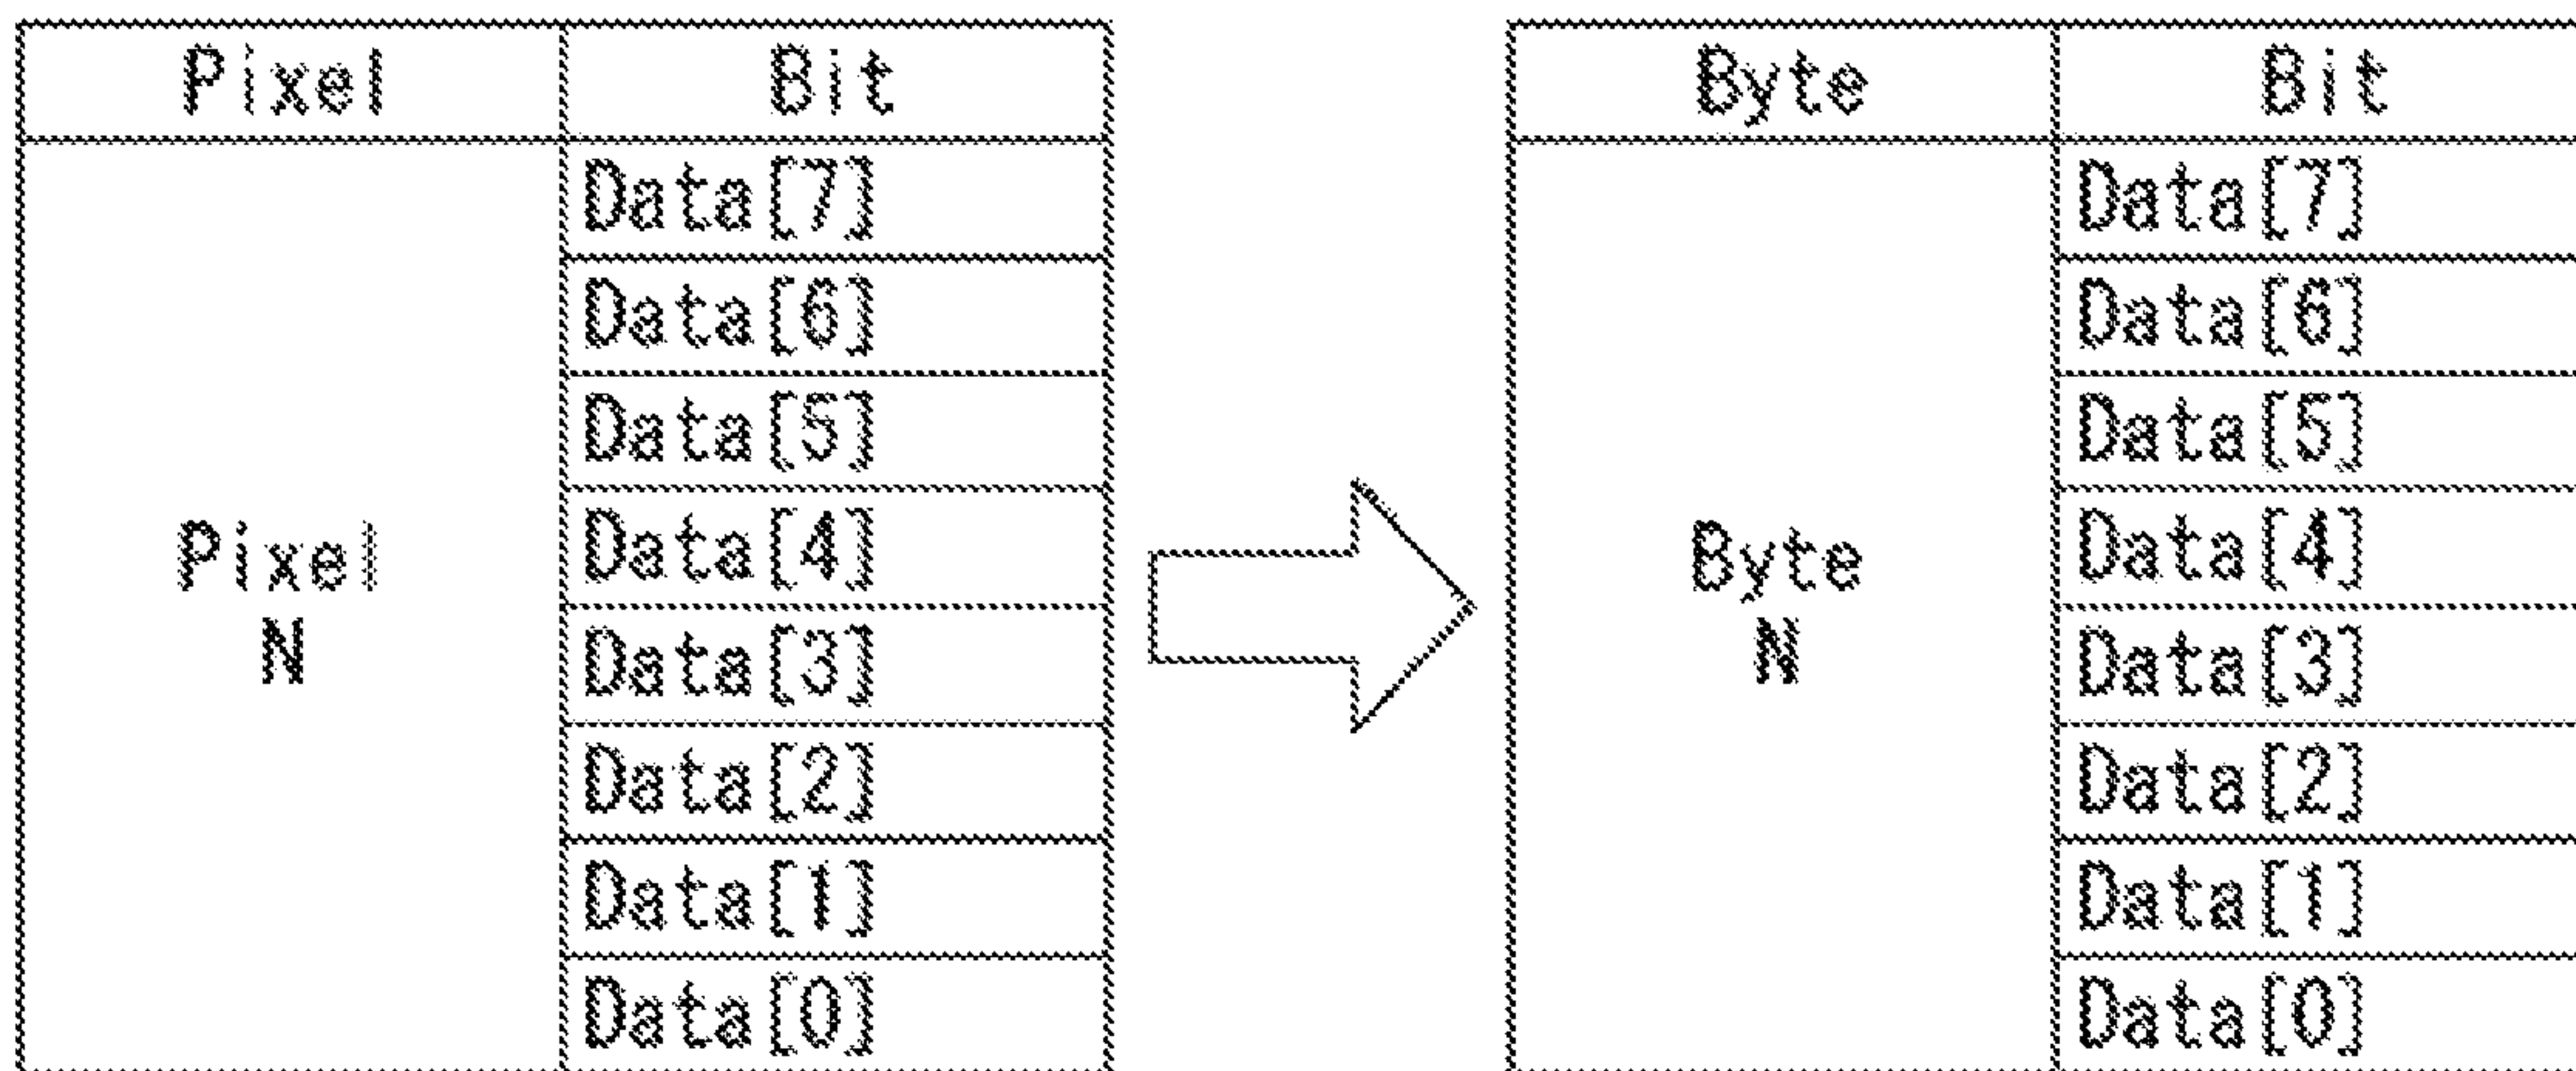 Pixel Bit Byte Bit
Data[7] Data[7]
Data[6] Data[6]
Data[5] Data[5]
Pixel Data[4] Byte Data[4]
N Data[3] N Data[3]
Data[2] Data[2]
Data[1] Data[1]
Data[0] Data[0]